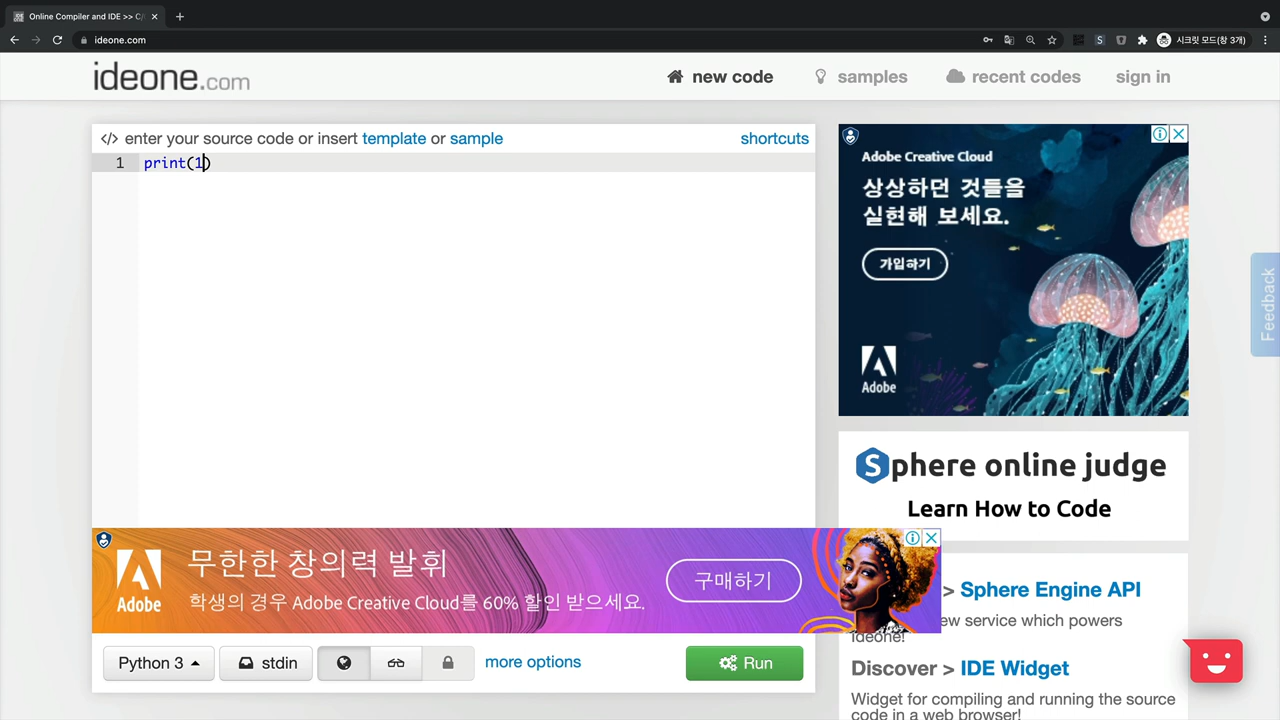 Online Compiler and IDE >> C/
ideone.com
시크릿 모드(창 3개)
ideone.com
new code
samples
recent codes
sign in
</> enter your source code or insert template or sample
shortcuts
1 print(1)
Adobe Creative Cloud
상상하던 것들을
실현해 보세요.
가입하기
Adobe
Feedback
Sphere online judge
Learn How to Code
Adobe
무한한 창의력 발휘
학생의 경우 Adobe Creative Cloud를 60% 할인 받으세요.
구매하기
> Sphere Engine API
ew service which powers
Ideone!
Discover > IDE Widget
Widget for compiling and running the source
code in a web browser!
Python 3
stdin
more options
Run